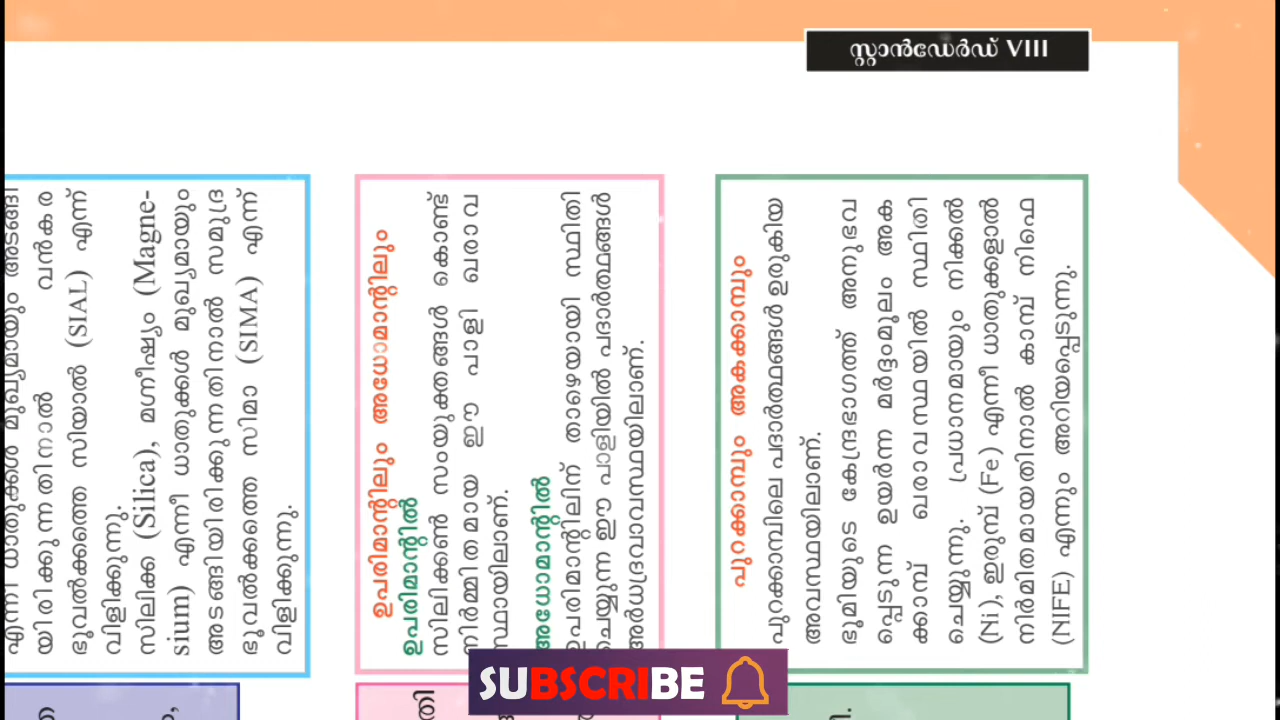 സ്റ്റാൻഡേർഡ് VIII
എന്നീ ധാതുക്കൾ മുഖ്യമായും അടങ്ങി
യിരിക്കുന്നതിനാൽ വൻകര
ഭൂവൽക്കത്തെ സിയാൽ (SIAL) എന്ന്
വിളിക്കുന്നു.
സിലിക്ക (Silica), മഗ്നീഷ്യം (Magne-
sium) എന്നീ ധാതുക്കൾ മുഖ്യമായും
അടങ്ങിയിരിക്കുന്നതിനാൽ സമുദ്ര
ഭൂവൽക്കത്തെ സിമാ (SIMA) എന്ന്
വിളിക്കുന്നു.
ഉപരിമാന്റിലും അധോമാന്റിലും
ഉപരിമാന്റിൽ
സിലിക്കൺ സംയുക്തങ്ങൾ കൊണ്ട്
നിർമ്മിതമായ ഈ പാളി ഖരാവ
സ്ഥായിലാണ്.
അധോമാന്റിൽ
ഉപരിമാന്റിലിന് താഴെയായി സ്ഥിതി
ചെയ്യുന്ന ഈ പാളിയിൽ പദാർത്ഥങ്ങൾ
അർധദ്രവാവസ്ഥയിലാണ്.
പുറക്കാമ്പും അകക്കാമ്പും
പുറക്കാമ്പിലെ പദാർത്ഥങ്ങൾ ഉരുകിയ
അവസ്ഥയിലാണ്.
ഭൂമിയുടെ കേന്ദ്രഭാഗത്ത് അനുഭവ
പ്പെടുന്ന ഉയർന്ന മർദ്ദംമൂലം അക
ക്കാമ്പ് ഖരാവസ്ഥയിൽ സ്ഥിതി
ചെയ്യുന്നു. പ്രധാനമായും നിക്കൽ
(Ni), ഇരുമ്പ് (Fe) എന്നീ ധാതുക്കളാൽ
നിർമിതമായതിനാൽ കാമ്പ് നിഫെ
(NIFE) എന്നും അറിയപ്പെടുന്നു.
SUBSCRIBE